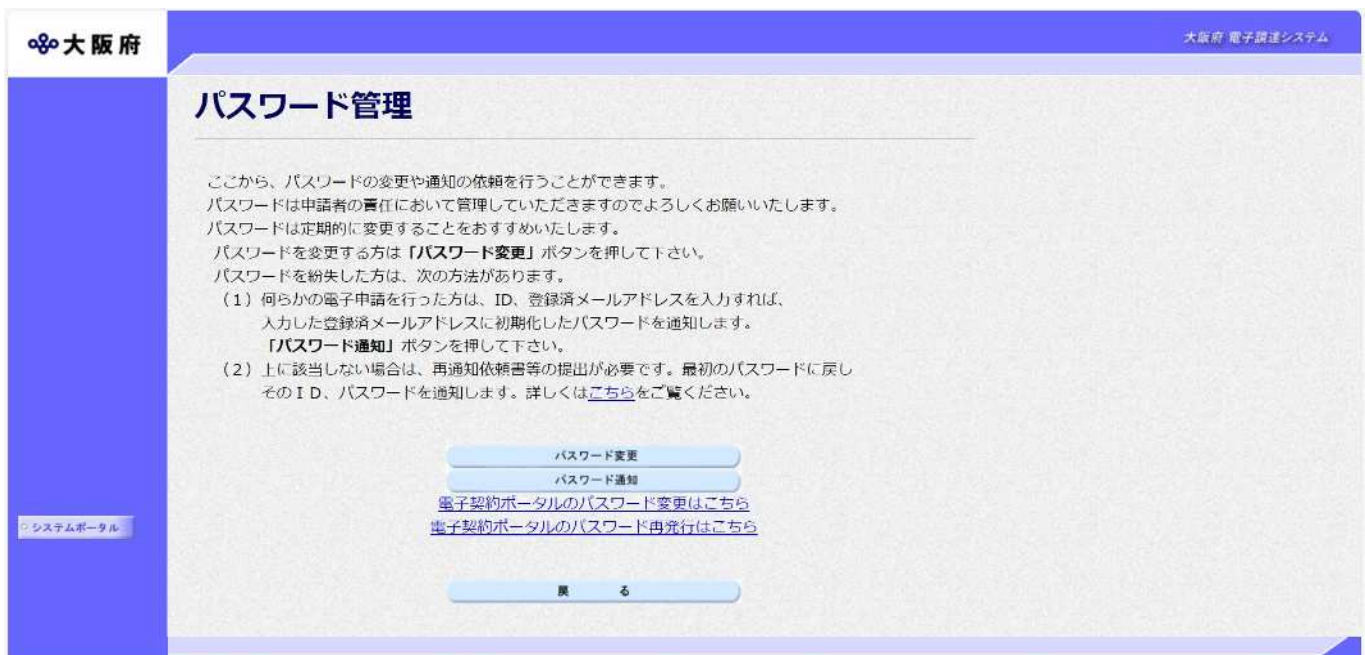 大阪府
大阪府 電子調達システム
パスワード管理
ここから、パスワードの変更や通知の依頼を行うことができます。
パスワードは申請者の責任において管理していただきますのでよろしくお願いいたします。
パスワードは定期的に変更することをおすすめいたします。
パスワードを変更する方は「パスワード変更」ボタンを押して下さい。
パスワードを紛失した方は、次の方法があります。
（１）何らかの電子申請を行った方は、ID、登録済メールアドレスを入力すれば、
入力した登録済メールアドレスに初期化したパスワードを通知します。
「パスワード通知」ボタンを押して下さい。
（２）上に該当しない場合は、再通知依頼書等の提出が必要です。最初のパスワードに戻し
そのＩＤ、パスワードを通知します。詳しくはこちらをご覧ください。
パスワード変更
パスワード通知
電子契約ポータルのパスワード変更はこちら
電子契約ポータルのパスワード再発行はこちら
システムポータル
戻　る